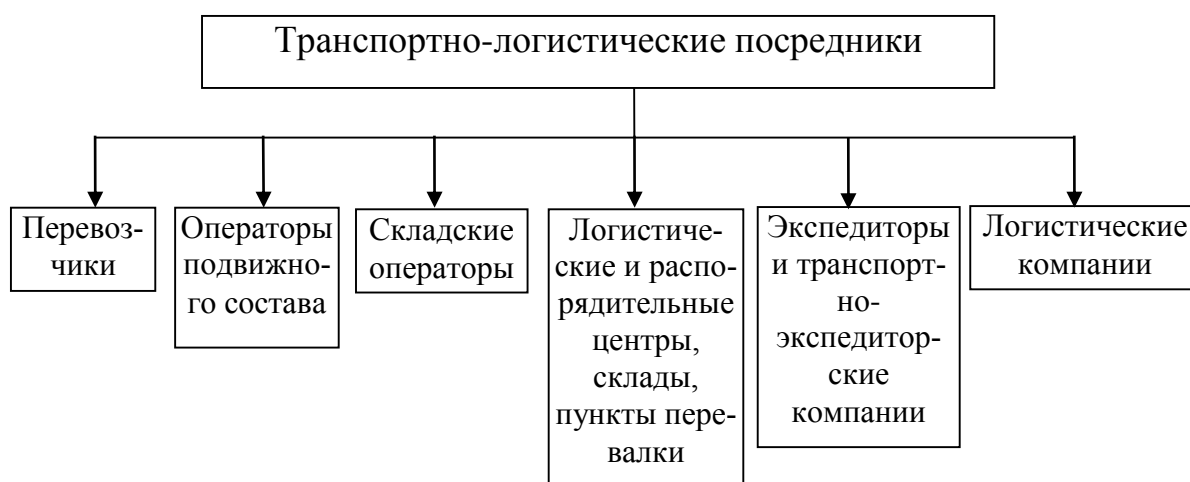 Транспортно-логистические посредники
Перевоз-
чики
Операторы
подвижно-
го состава
Складские
операторы
Логистиче-
ские и распо-
рядительные
центры,
склады,
пункты пере-
валки
Экспедиторы
и транспорт-
но-
экспедитор-
ские
компании
Логистические
компании